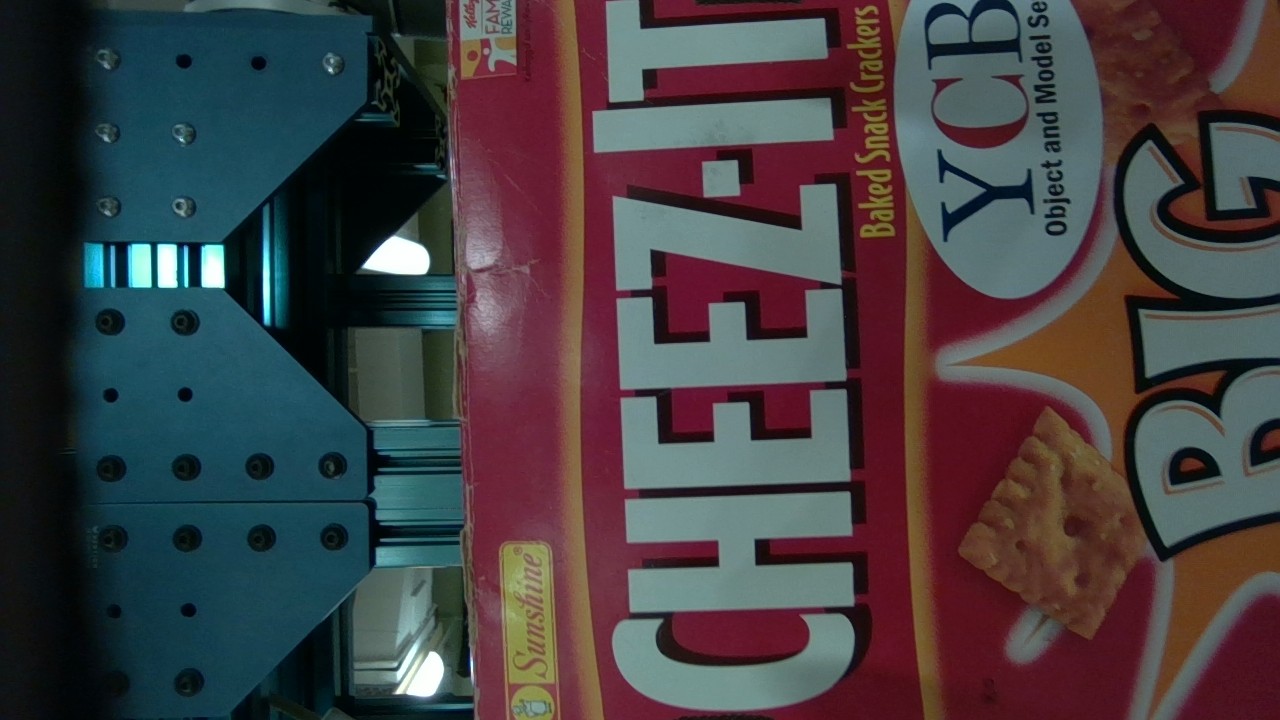 Sunshine
CHEEZ-IT
Baked Snack Crackers
YCB
Object and Model Se
BIG